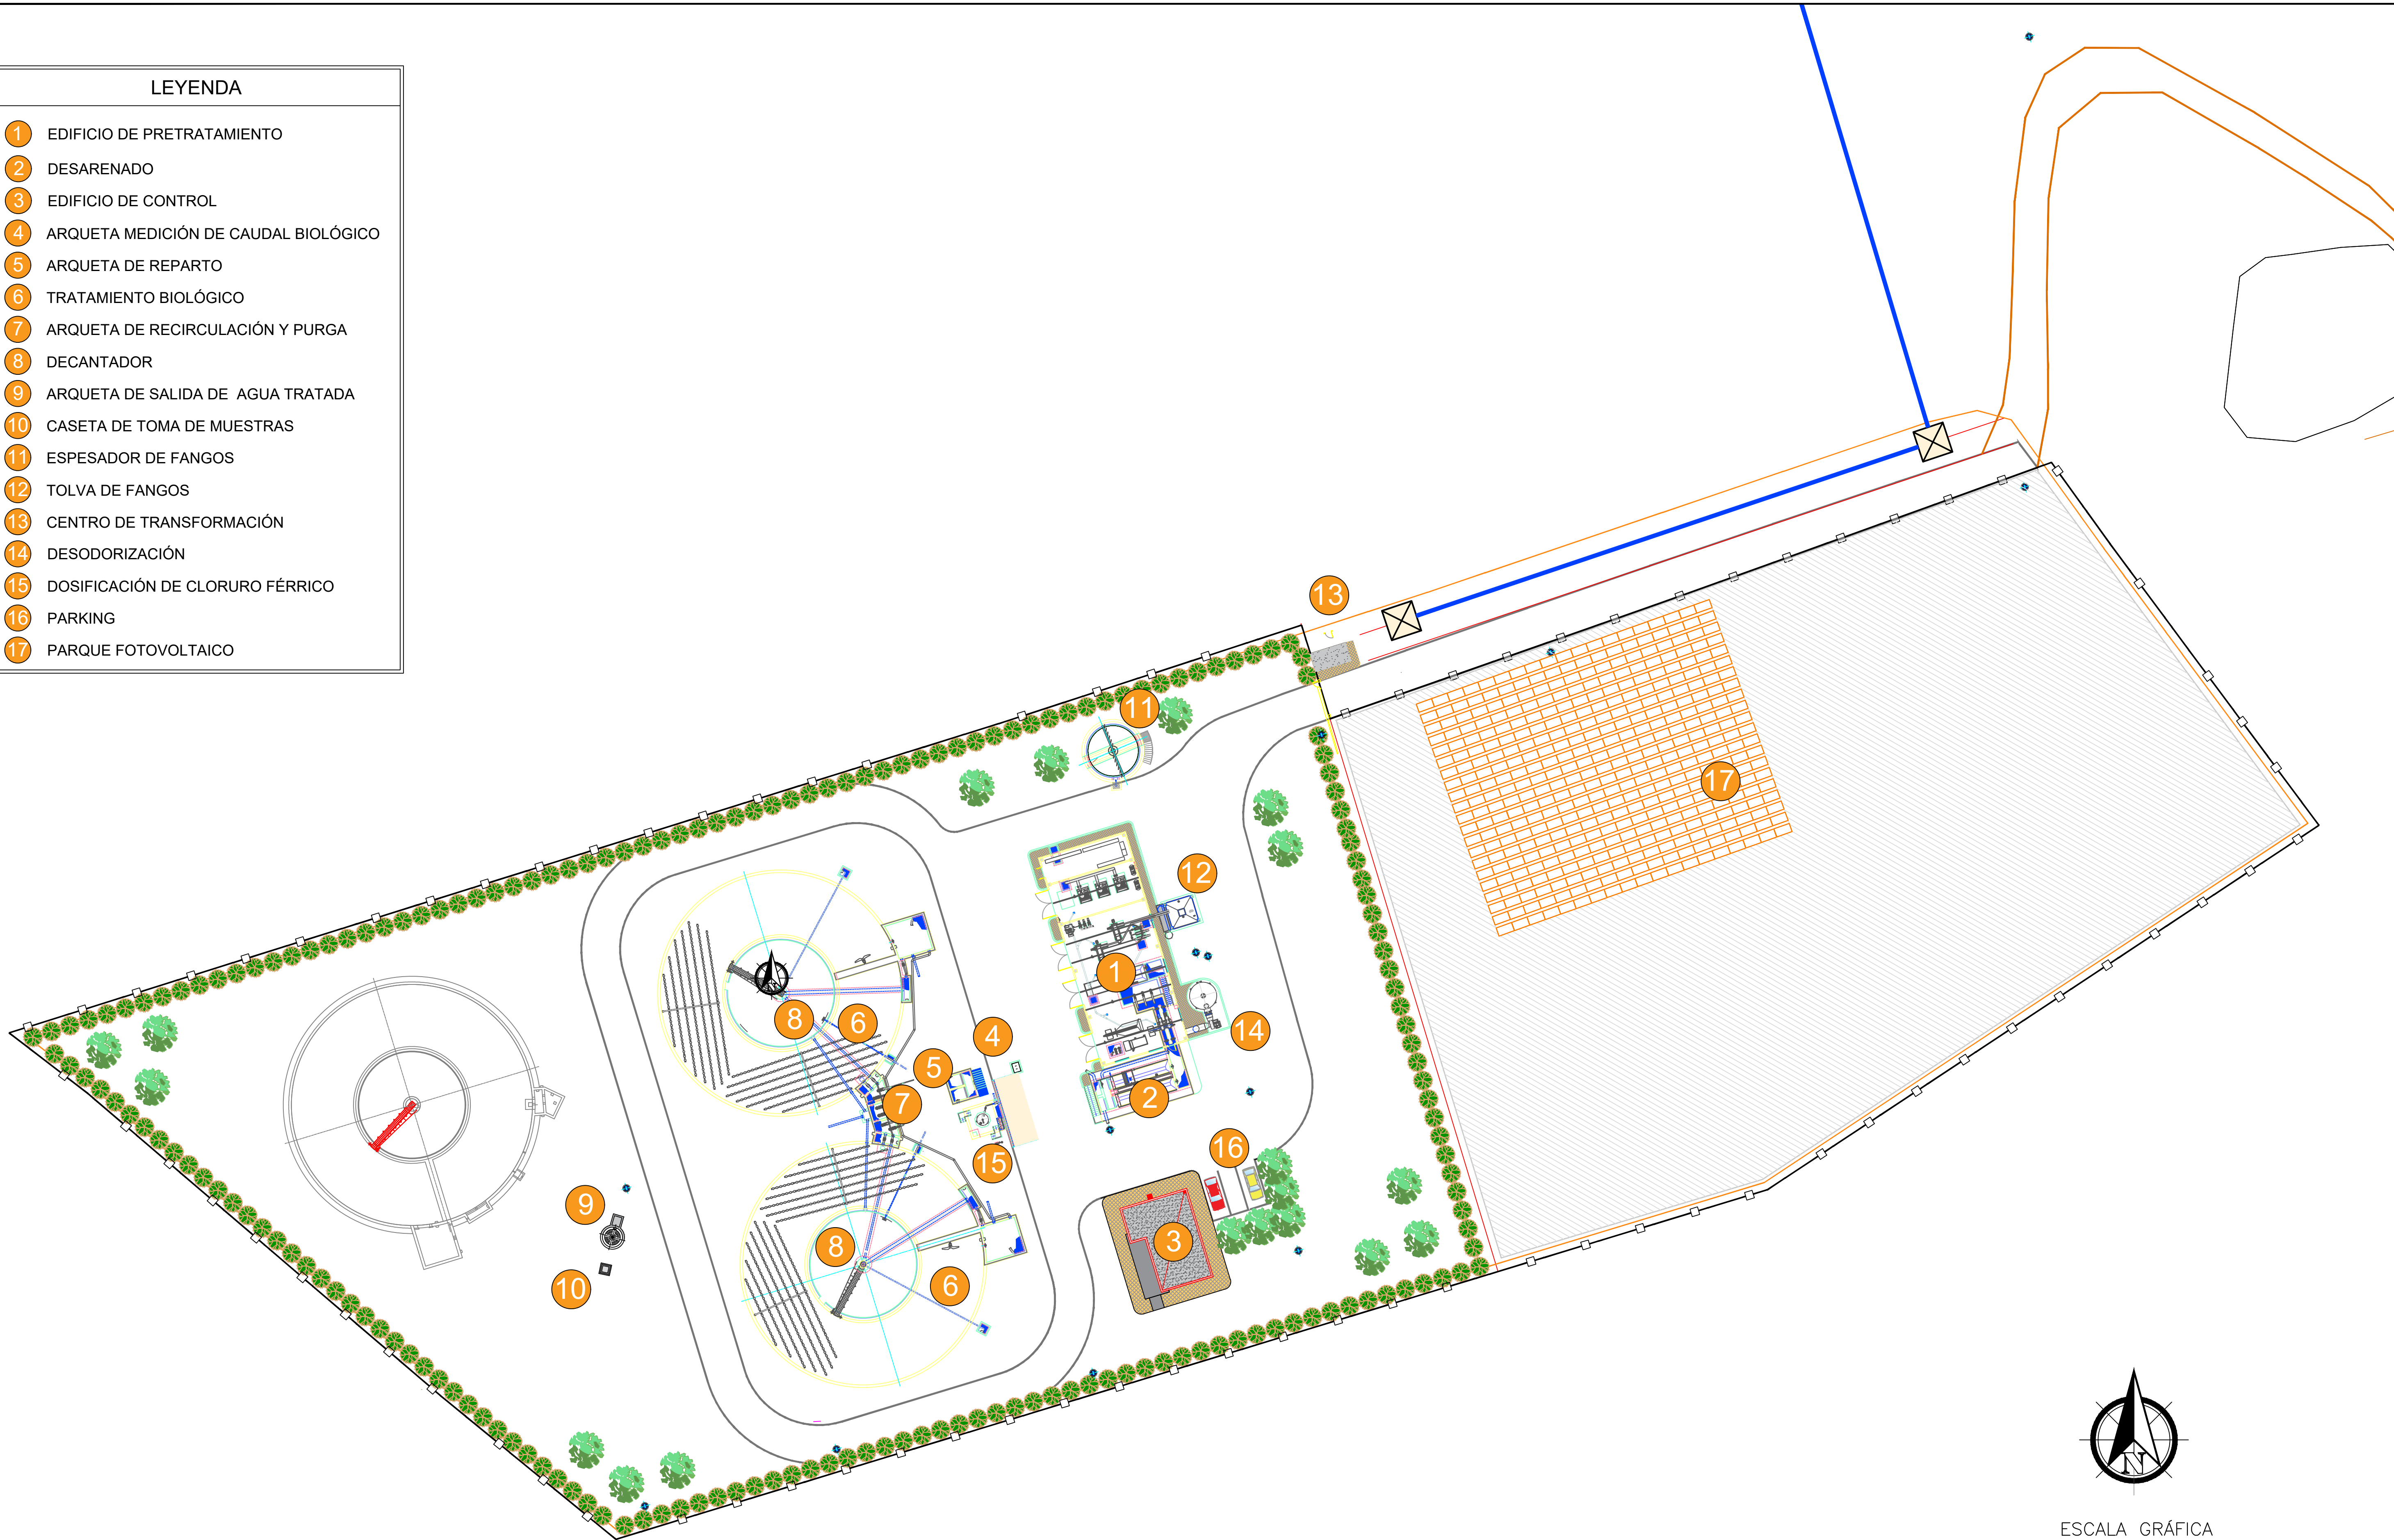 LEYENDA
1 EDIFICIO DE PRETRATAMIENTO
2 DESARENADO
3 EDIFICIO DE CONTROL
4 ARQUETA MEDICIÓN DE CAUDAL BIOLÓGICO
5 ARQUETA DE REPARTO
6 TRATAMIENTO BIOLÓGICO
7 ARQUETA DE RECIRCULACIÓN Y PURGA
8 DECANTADOR
9 ARQUETA DE SALIDA DE AGUA TRATADA
10 CASETA DE TOMA DE MUESTRAS
11 ESPESADOR DE FANGOS
12 TOLVA DE FANGOS
13 CENTRO DE TRANSFORMACIÓN
14 DESODORIZACIÓN
15 DOSIFICACIÓN DE CLORURO FÉRRICO
16 PARKING
17 PARQUE FOTOVOLTAICO
13
11
17
12
1
8
6
14
4
5
2
7
16
15
9
3
8
6
10
N
ESCALA GRÁFICA